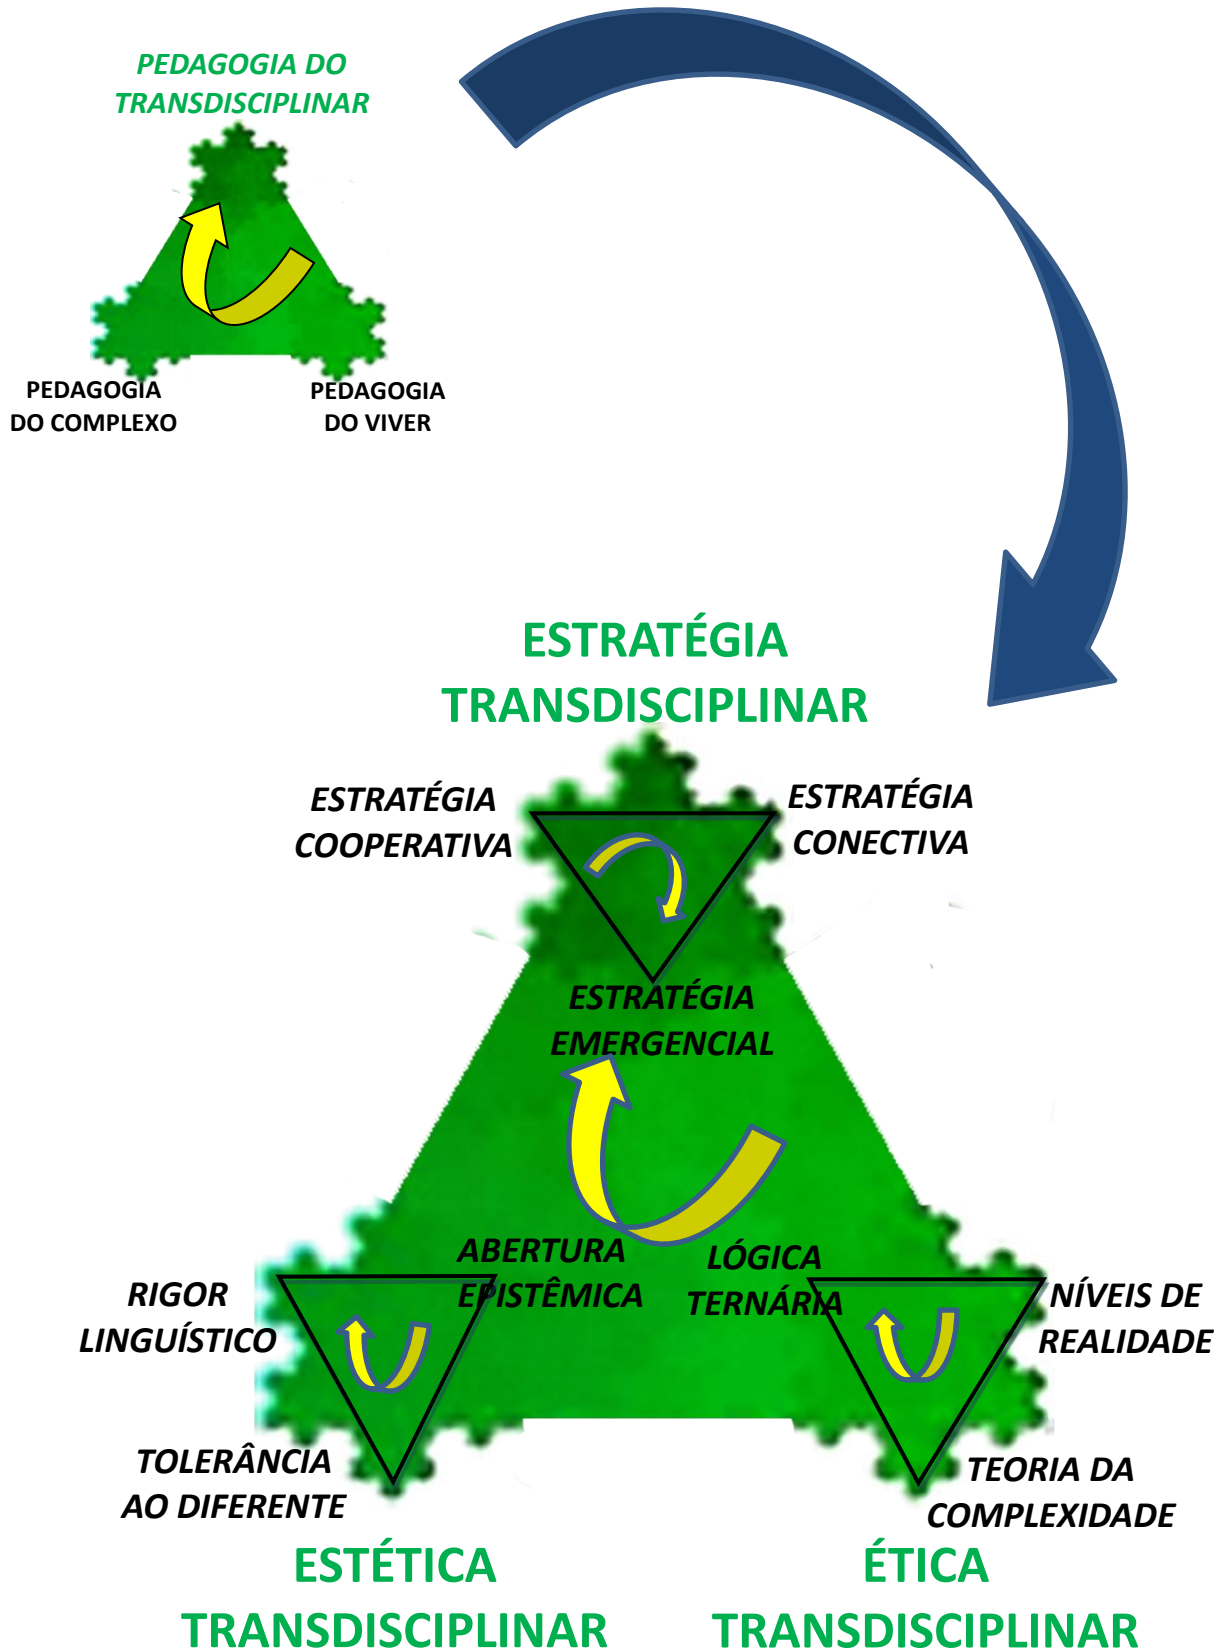 PEDAGOGIA DO
TRANSDISCIPLINAR
PEDAGOGIA
DO COMPLEXO
PEDAGOGIA
DO VIVER
ESTRATÉGIA
TRANSDISCIPLINAR
ESTRATÉGIA
COOPERATIVA
ESTRATÉGIA
CONECTIVA
ESTRATÉGIA
EMERGENCIAL
ABERTURA
EPISTÊMICA
LÓGICA
TERNÁRIA
RIGOR
LINGUÍSTICO
NÍVEIS DE
REALIDADE
TOLERÂNCIA
AO DIFERENTE
TEORIA DA
COMPLEXIDADE
ESTÉTICA
TRANSDISCIPLINAR
ÉTICA
TRANSDISCIPLINAR